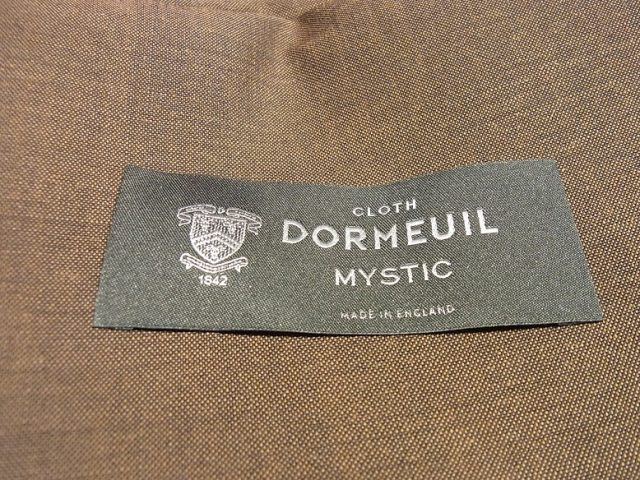 CLOTH
DORMEUIL
MYSTIC
MADE IN ENGLAND
1842